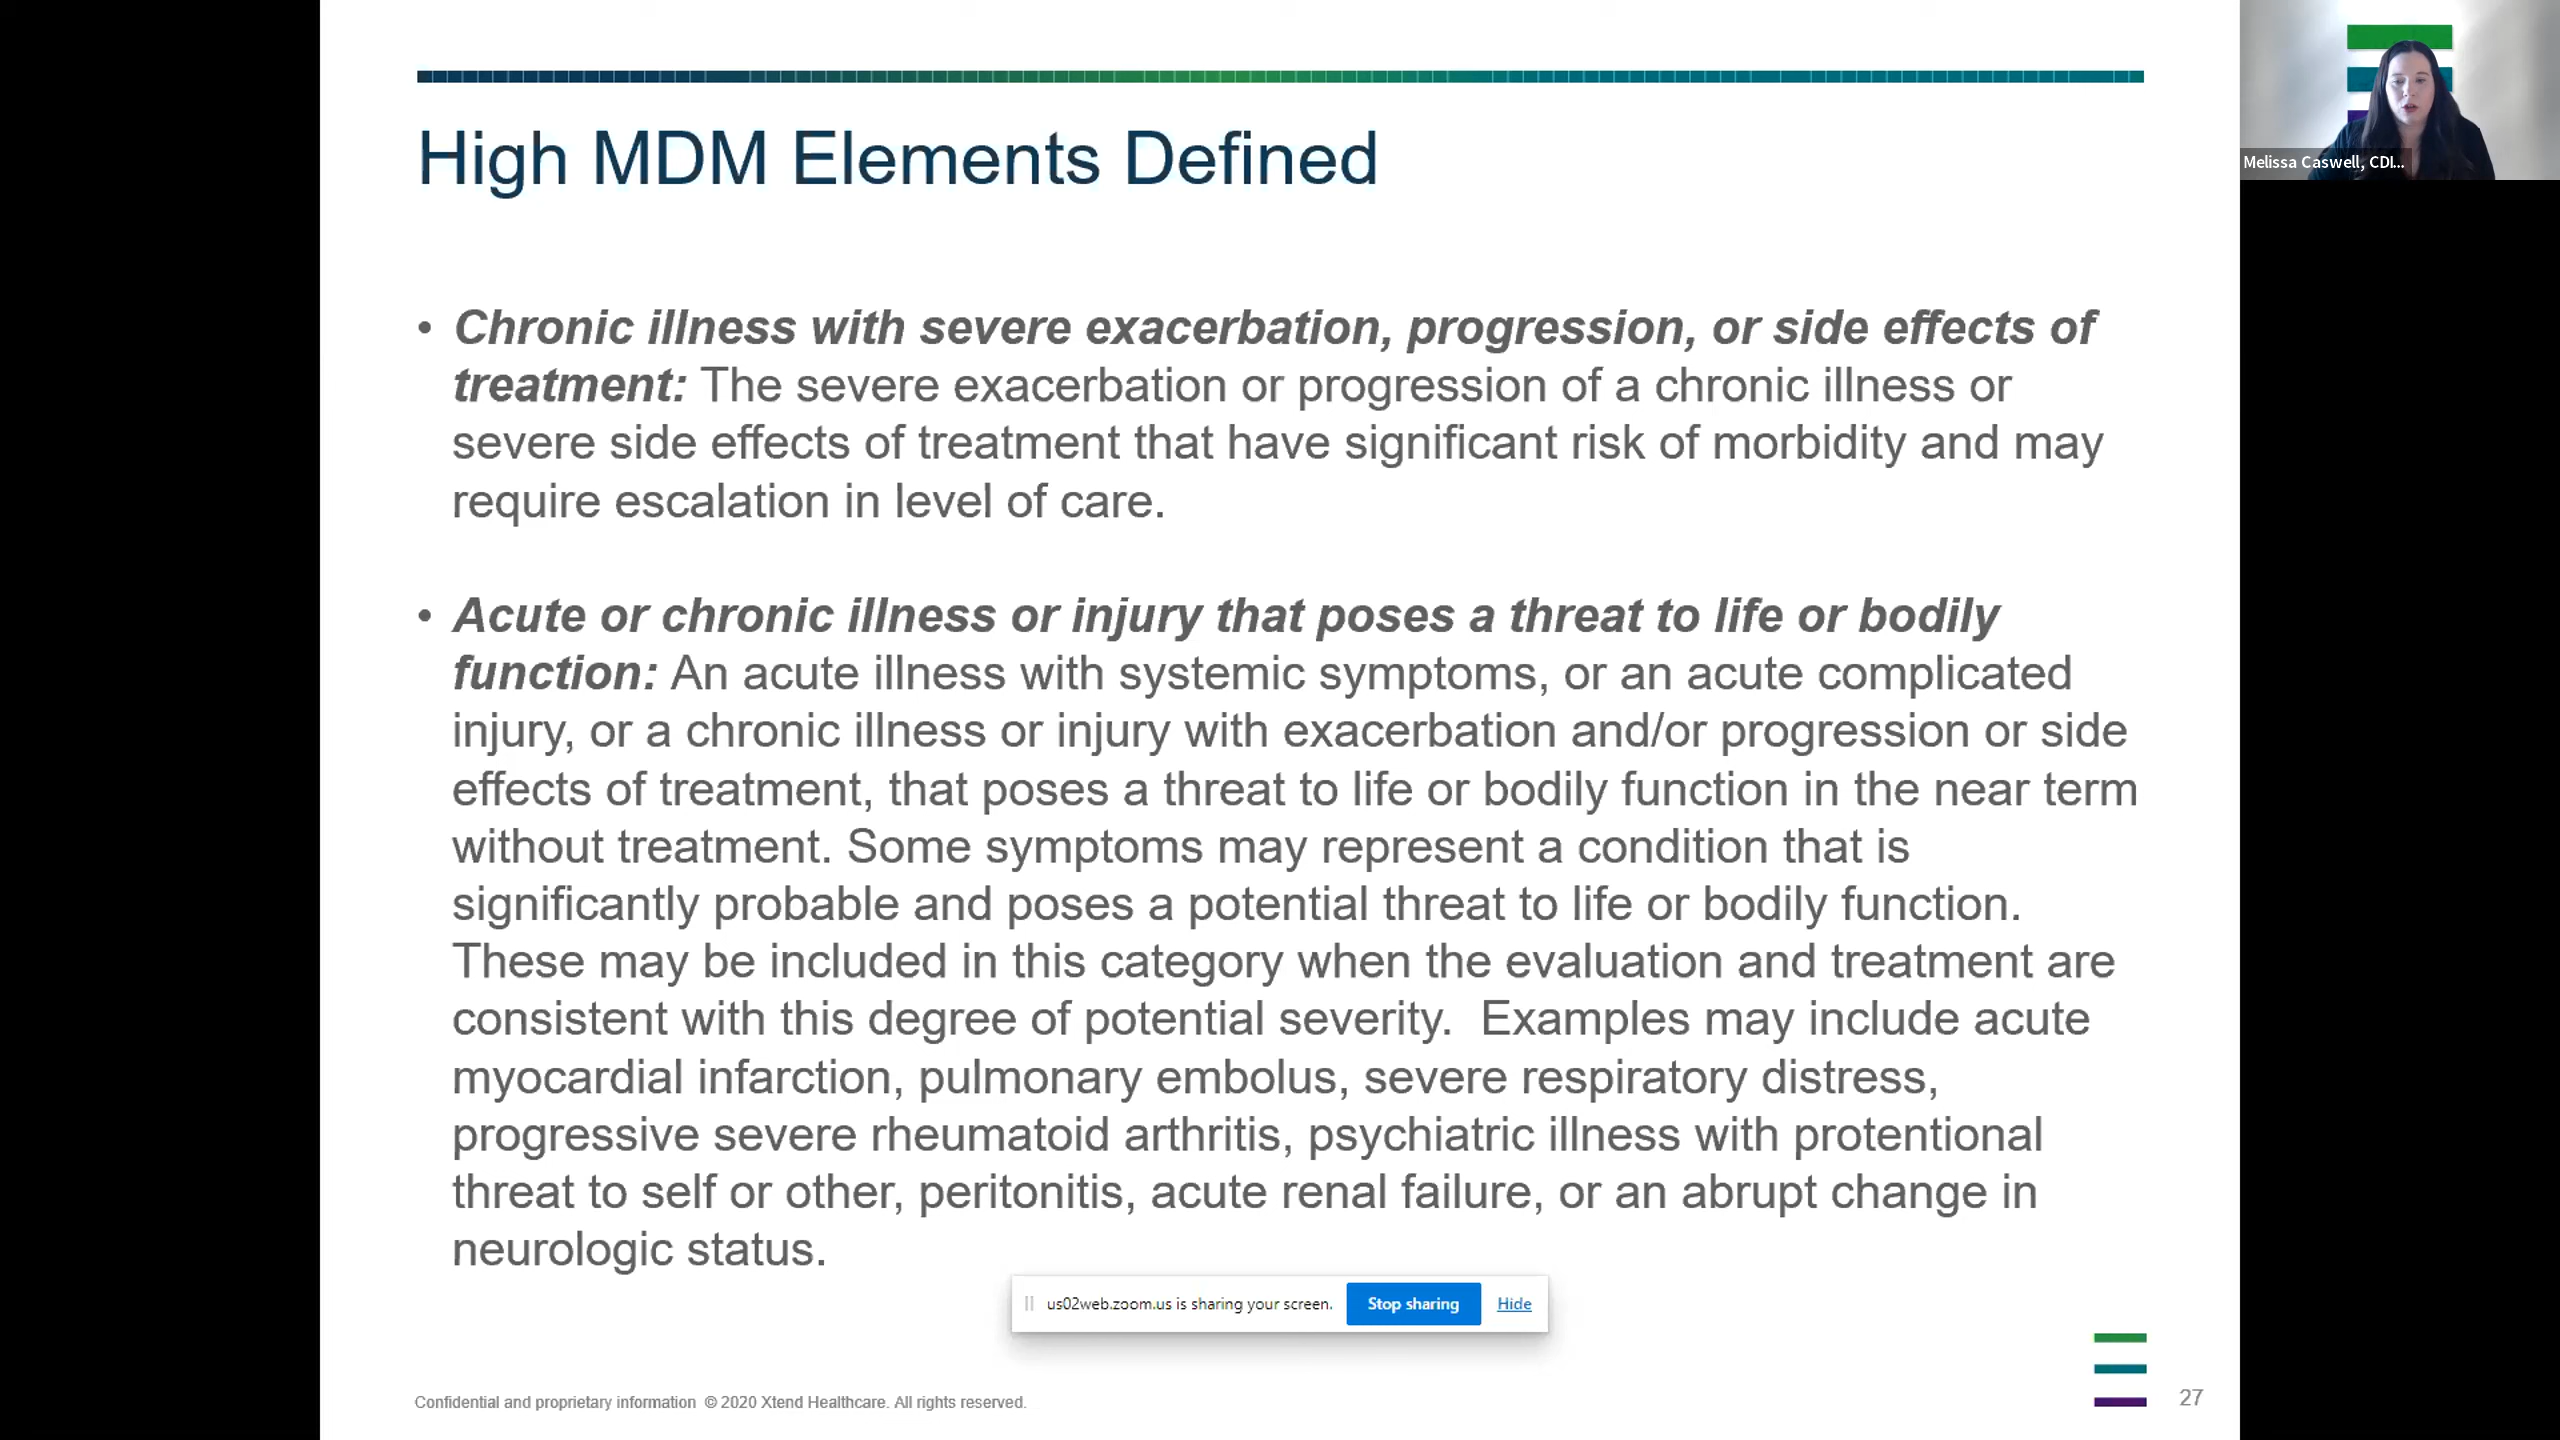 High MDM Elements Defined
Melissa Caswell, CDI...
• Chronic illness with severe exacerbation, progression, or side effects of
treatment: The severe exacerbation or progression of a chronic illness or
severe side effects of treatment that have significant risk of morbidity and may
require escalation in level of care.
• Acute or chronic illness or injury that poses a threat to life or bodily
function: An acute illness with systemic symptoms, or an acute complicated
injury, or a chronic illness or injury with exacerbation and/or progression or side
effects of treatment, that poses a threat to life or bodily function in the near term
without treatment. Some symptoms may represent a condition that is
significantly probable and poses a potential threat to life or bodily function.
These may be included in this category when the evaluation and treatment are
consistent with this degree of potential severity.  Examples may include acute
myocardial infarction, pulmonary embolus, severe respiratory distress,
progressive severe rheumatoid arthritis, psychiatric illness with protentional
threat to self or other, peritonitis, acute renal failure, or an abrupt change in
neurologic status.
us02web.zoom.us is sharing your screen. Stop sharing Hide
Confidential and proprietary information © 2020 Xtend Healthcare. All rights reserved.
27